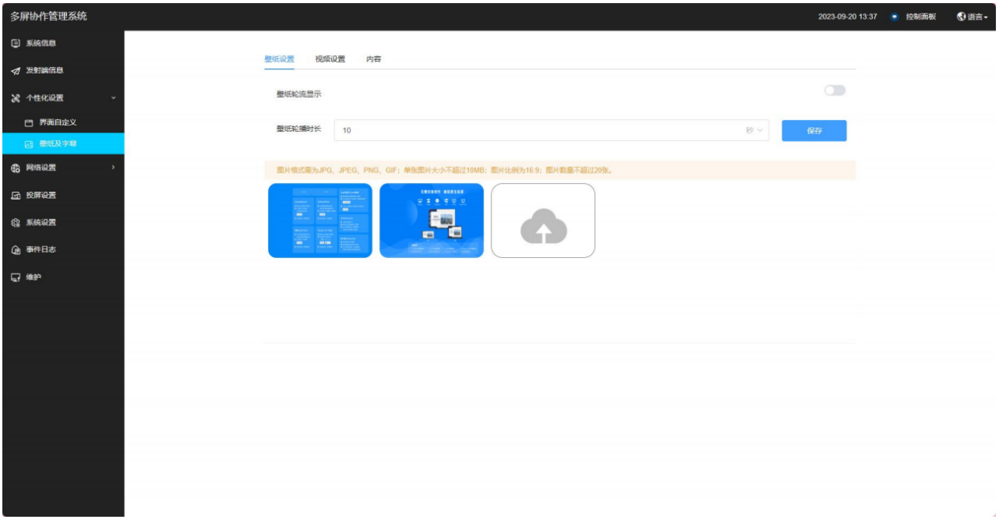 多屏协作管理系统
2023-09-20 13:37 控制面板 语言
系统信息
发射端信息
个性化设置
界面自定义
壁纸及字幕
网络设置
投屏设置
系统设置
事件日志
维护
壁纸设置 视频设置 内容
壁纸轮流显示
壁纸轮播时长 10 秒 保存
图片格式需为JPG、JPEG、PNG、GIF；单张图片大小不超过10MB；图片比例为16:9；图片数量不超过20张。